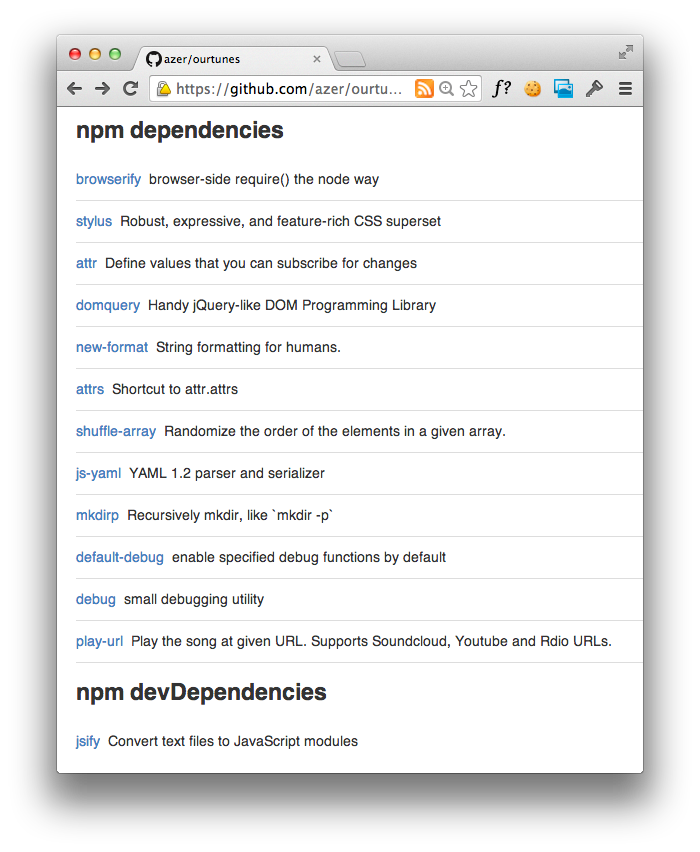 azer/ourtunes
https://github.com/azer/ourtu...
f?
npm dependencies
browserify browser-side require() the node way
stylus Robust, expressive, and feature-rich CSS superset
attr Define values that you can subscribe for changes
domquery Handy jQuery-like DOM Programming Library
new-format String formatting for humans.
attrs Shortcut to attr.attrs
shuffle-array Randomize the order of the elements in a given array.
js-yaml YAML 1.2 parser and serializer
mkdirp Recursively mkdir, like `mkdir -p`
default-debug enable specified debug functions by default
debug small debugging utility
play-url Play the song at given URL. Supports Soundcloud, Youtube and Rdio URLs.
npm devDependencies
jsify Convert text files to JavaScript modules